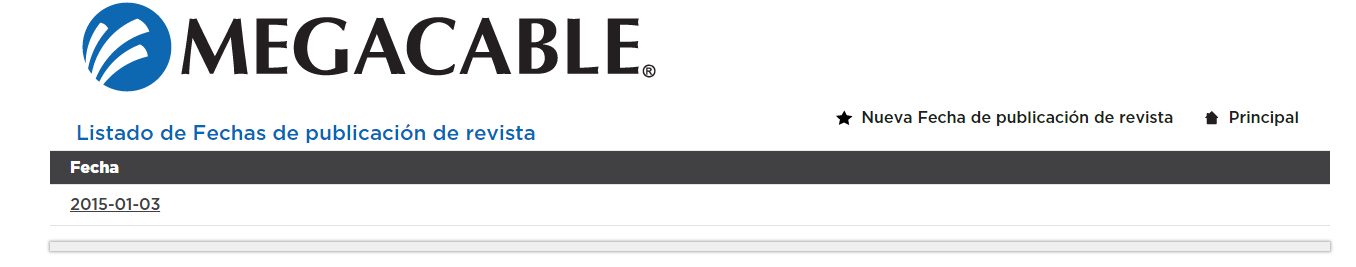 MEGACABLE®
Nueva Fecha de publicación de revista Principal
Listado de Fechas de publicación de revista
Fecha
2015-01-03